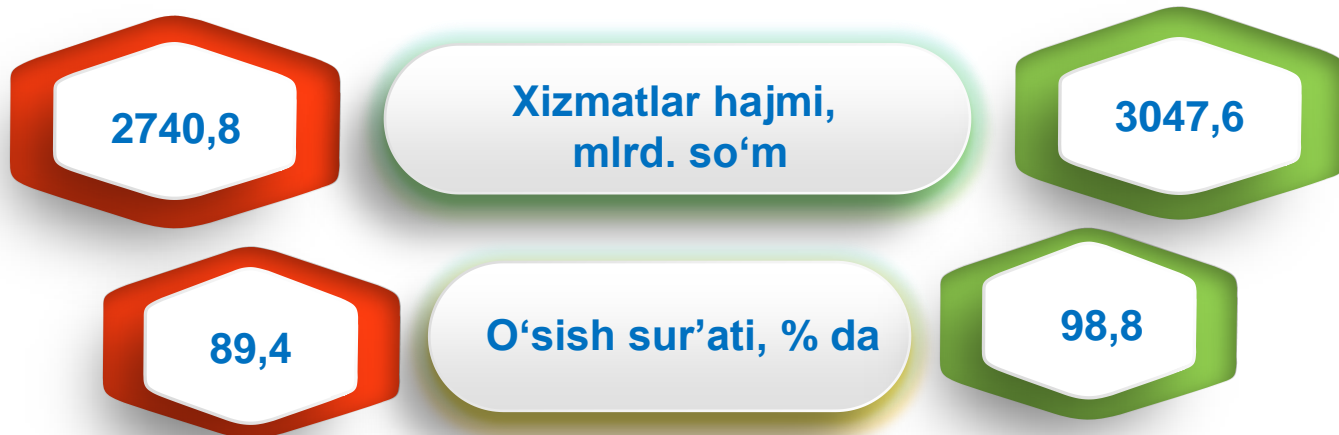 2740,8
Xizmatlar hajmi,
mlrd. so‘m
3047,6
89,4
O‘sish sur’ati, % da
98,8